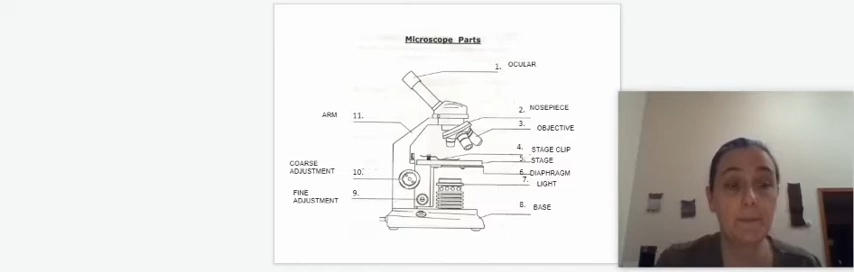 Microscope Parts
1. OCULAR
2. NOSEPIECE
3. OBJECTIVE
4. STAGE CLIP
5. STAGE
6. DIAPHRAGM
7. LIGHT
8. BASE
FINE
ADJUSTMENT 9.
COARSE
ADJUSTMENT 10.
ARM 11.